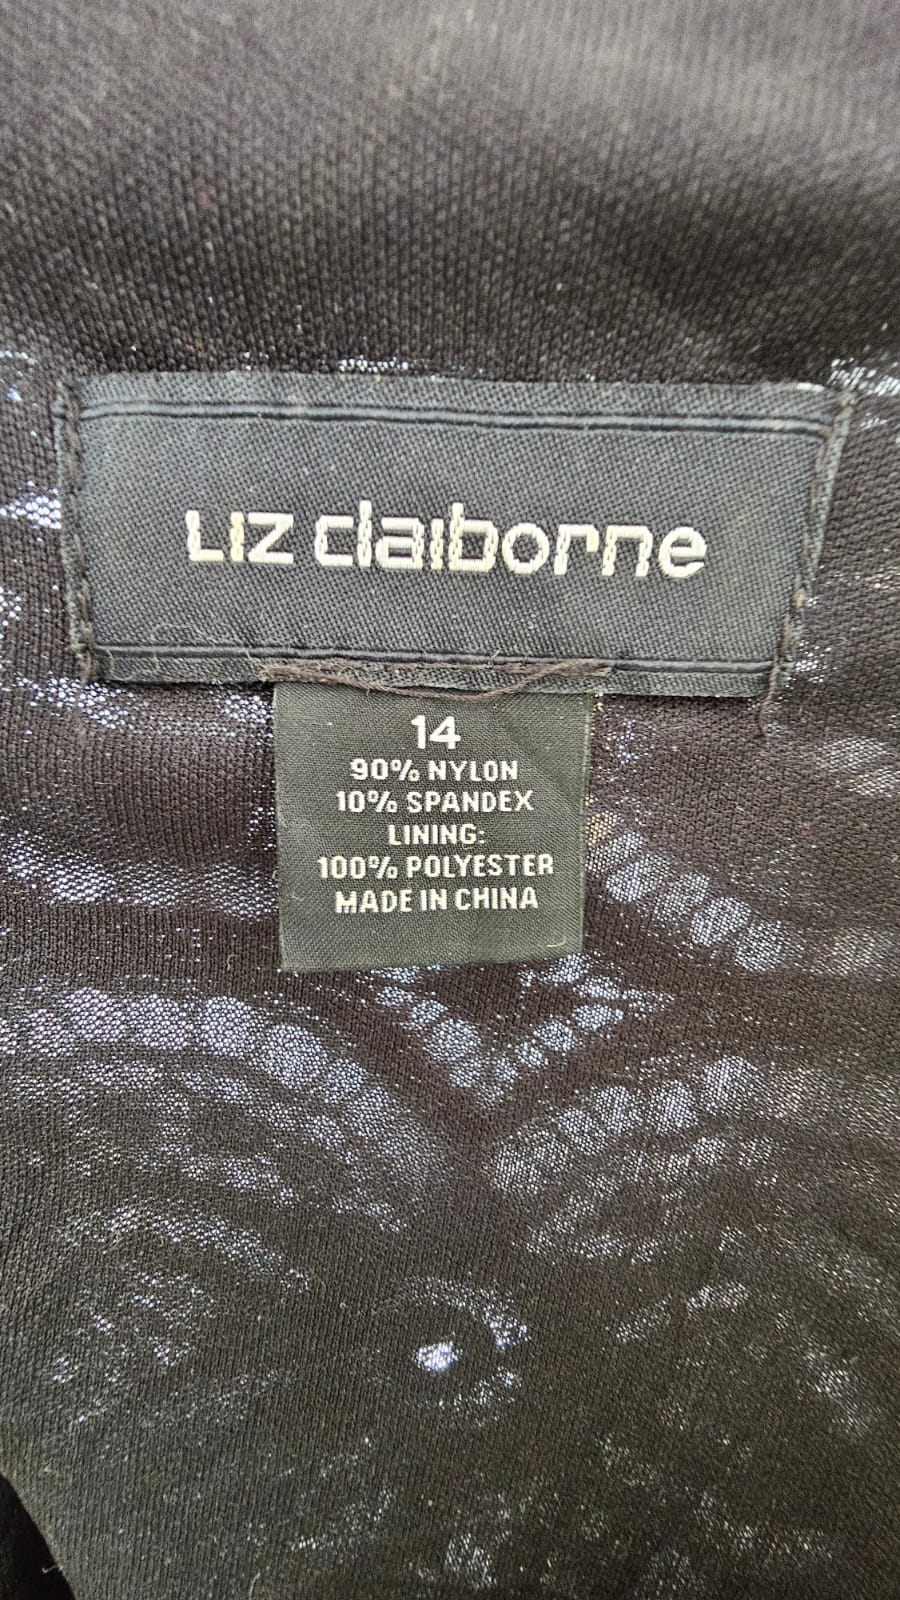 Liz claiborne
14
90% NYLON
10% SPANDEX
LINING:
100% POLYESTER
MADE IN CHINA